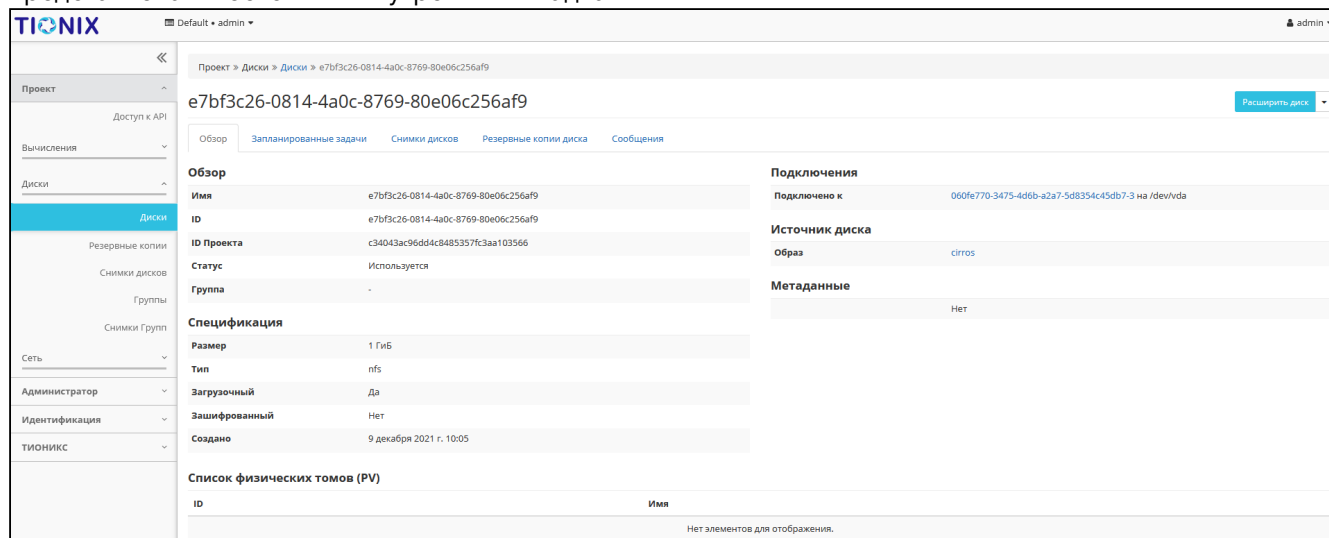 TIONIX
Default • admin
admin
Проект
Доступ к API
Вычисления
Диски
Диски
Резервные копии
Снимки дисков
Группы
Снимки Групп
Сеть
Администратор
Идентификация
ТИОНИКС
Проект » Диски » Диски » e7bf3c26-0814-4a0c-8769-80e06c256af9
e7bf3c26-0814-4a0c-8769-80e06c256af9
Расширить диск
Обзор Запланированные задачи Снимки дисков Резервные копии диска Сообщения
Обзор
Имя e7bf3c26-0814-4a0c-8769-80e06c256af9
ID e7bf3c26-0814-4a0c-8769-80e06c256af9
ID Проекта c34043ac96dd4c8485357fc3aa103566
Статус Используется
Группа -
Спецификация
Размер 1 ГиБ
Тип nfs
Загрузочный Да
Зашифрованный Нет
Создано 9 декабря 2021 г. 10:05
Подключения
Подключено к 060fe770-3475-4d6b-a2a7-5d8354c45db7-3 на /dev/vda
Источник диска
Образ cirros
Метаданные
Нет
Список физических томов (PV)
ID Имя
Нет элементов для отображения.